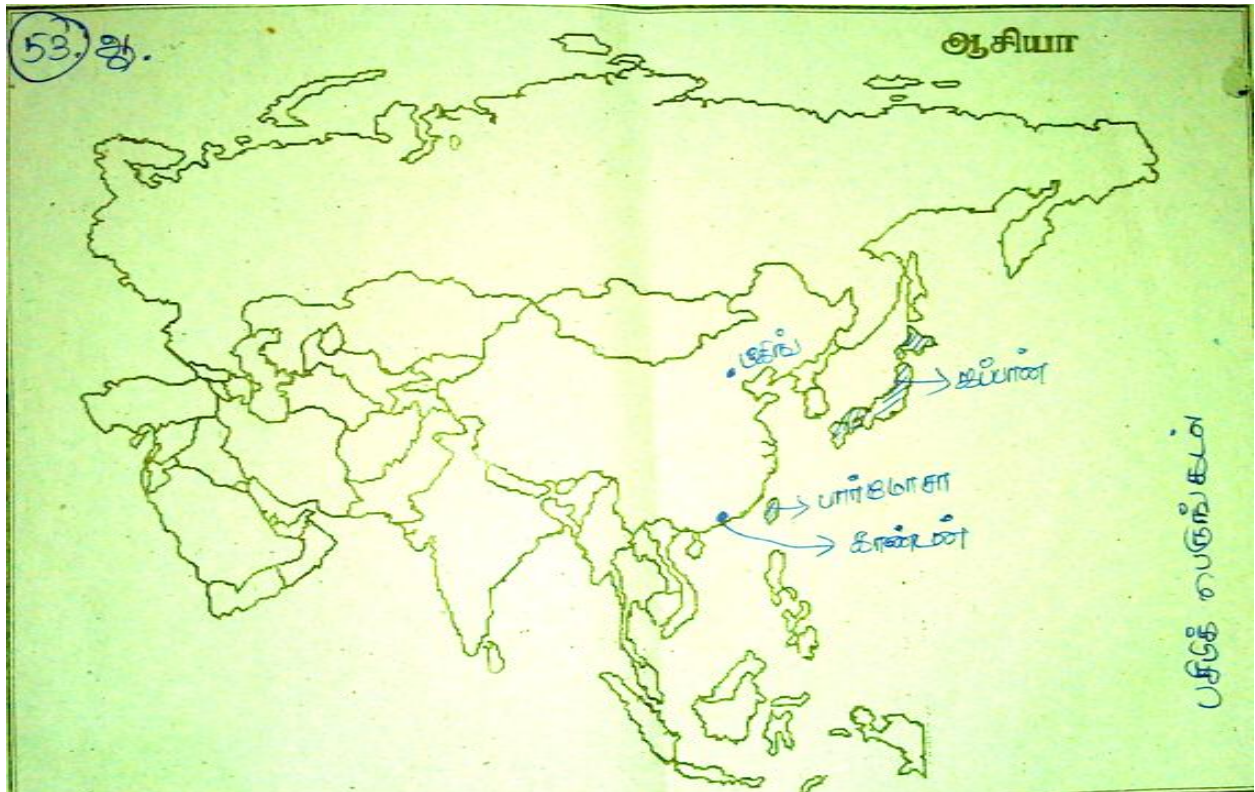 53. ஆ.
ஆசியா
பீகிங்
ஜப்பான்
பார்மோசா
காண்டன்
பசிபிக் பெருங்கடல்